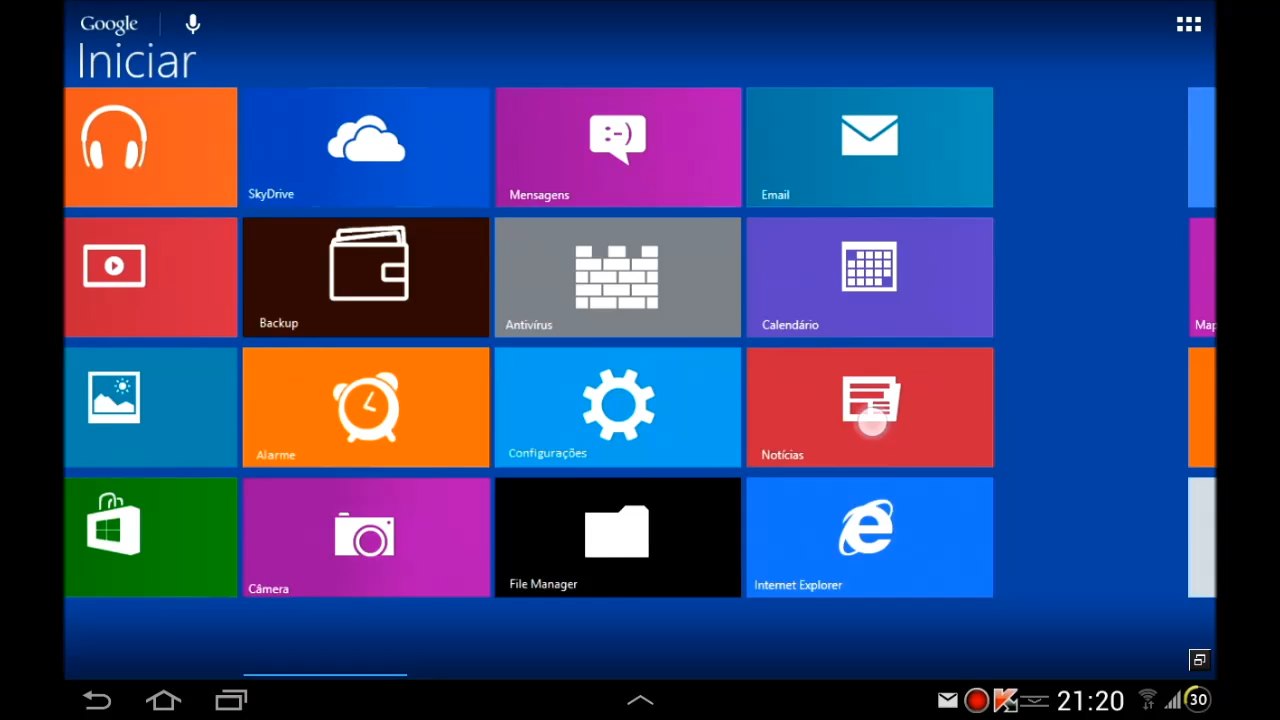 Google
Iniciar
SkyDrive
Mensagens
Email
Backup
Antivírus
Calendário
Map
Alarme
Configurações
Notícias
Câmera
File Manager
Internet Explorer
21:20
30